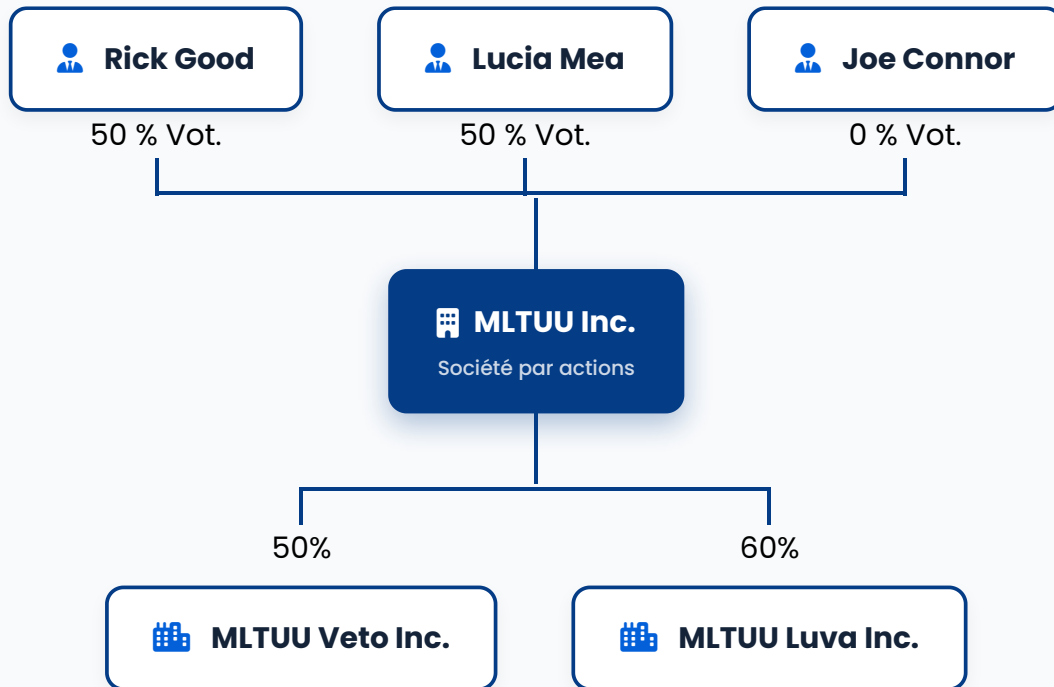 Rick Good
Lucia Mea
Joe Connor
50 % Vot.
50 % Vot.
0 % Vot.
MLTUU Inc.
Société par actions
50%
60%
MLTUU Veto Inc.
MLTUU Luva Inc.